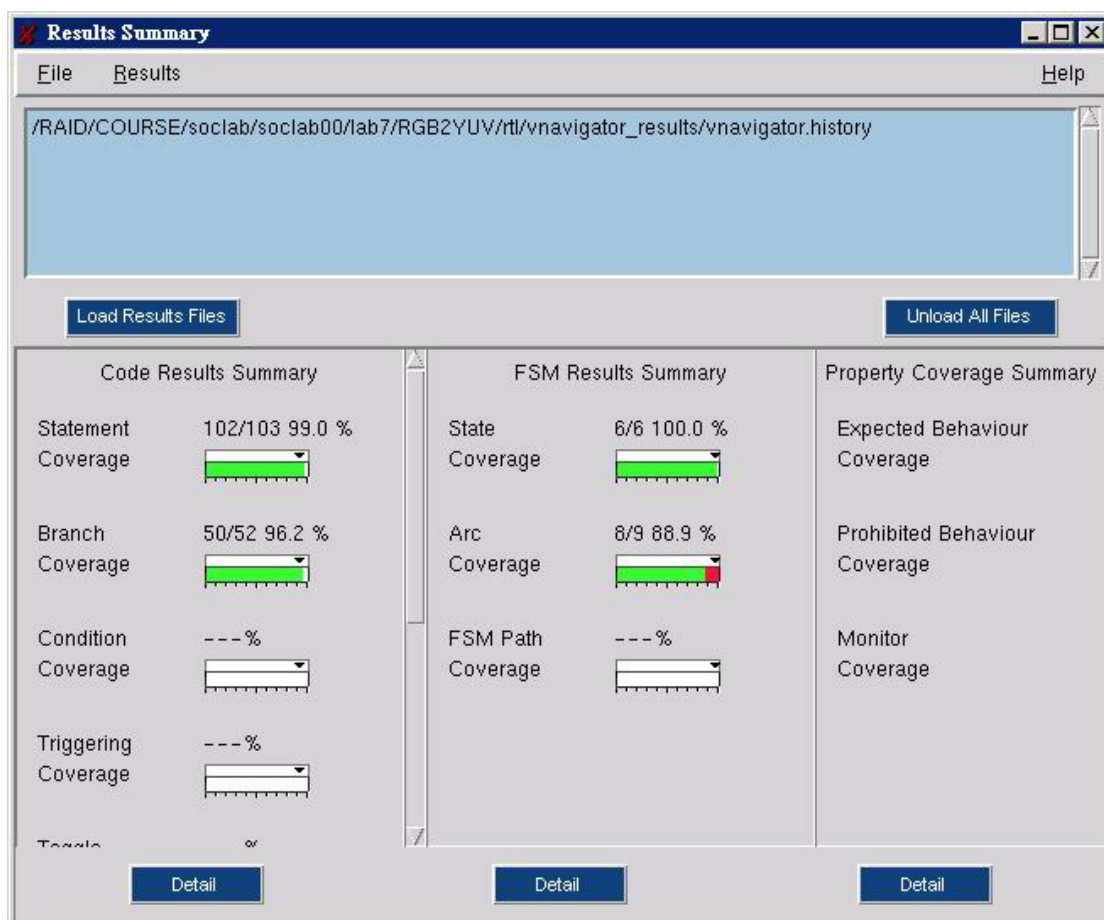 Results Summary
File Results Help
/RAID/COURSE/soclab/soclab00/lab7/RGB2YUV/rtl/vnavigator_results/vnavigator.history
Load Results Files Unload All Files
Code Results Summary
Statement 102/103 99.0 %
Coverage
Branch 50/52 96.2 %
Coverage
Condition ---%
Coverage
Triggering ---%
Coverage
Toggle %
Detail
FSM Results Summary
State 6/6 100.0 %
Coverage
Arc 8/9 88.9 %
Coverage
FSM Path ---%
Coverage
Detail
Property Coverage Summary
Expected Behaviour
Coverage
Prohibited Behaviour
Coverage
Monitor
Coverage
Detail